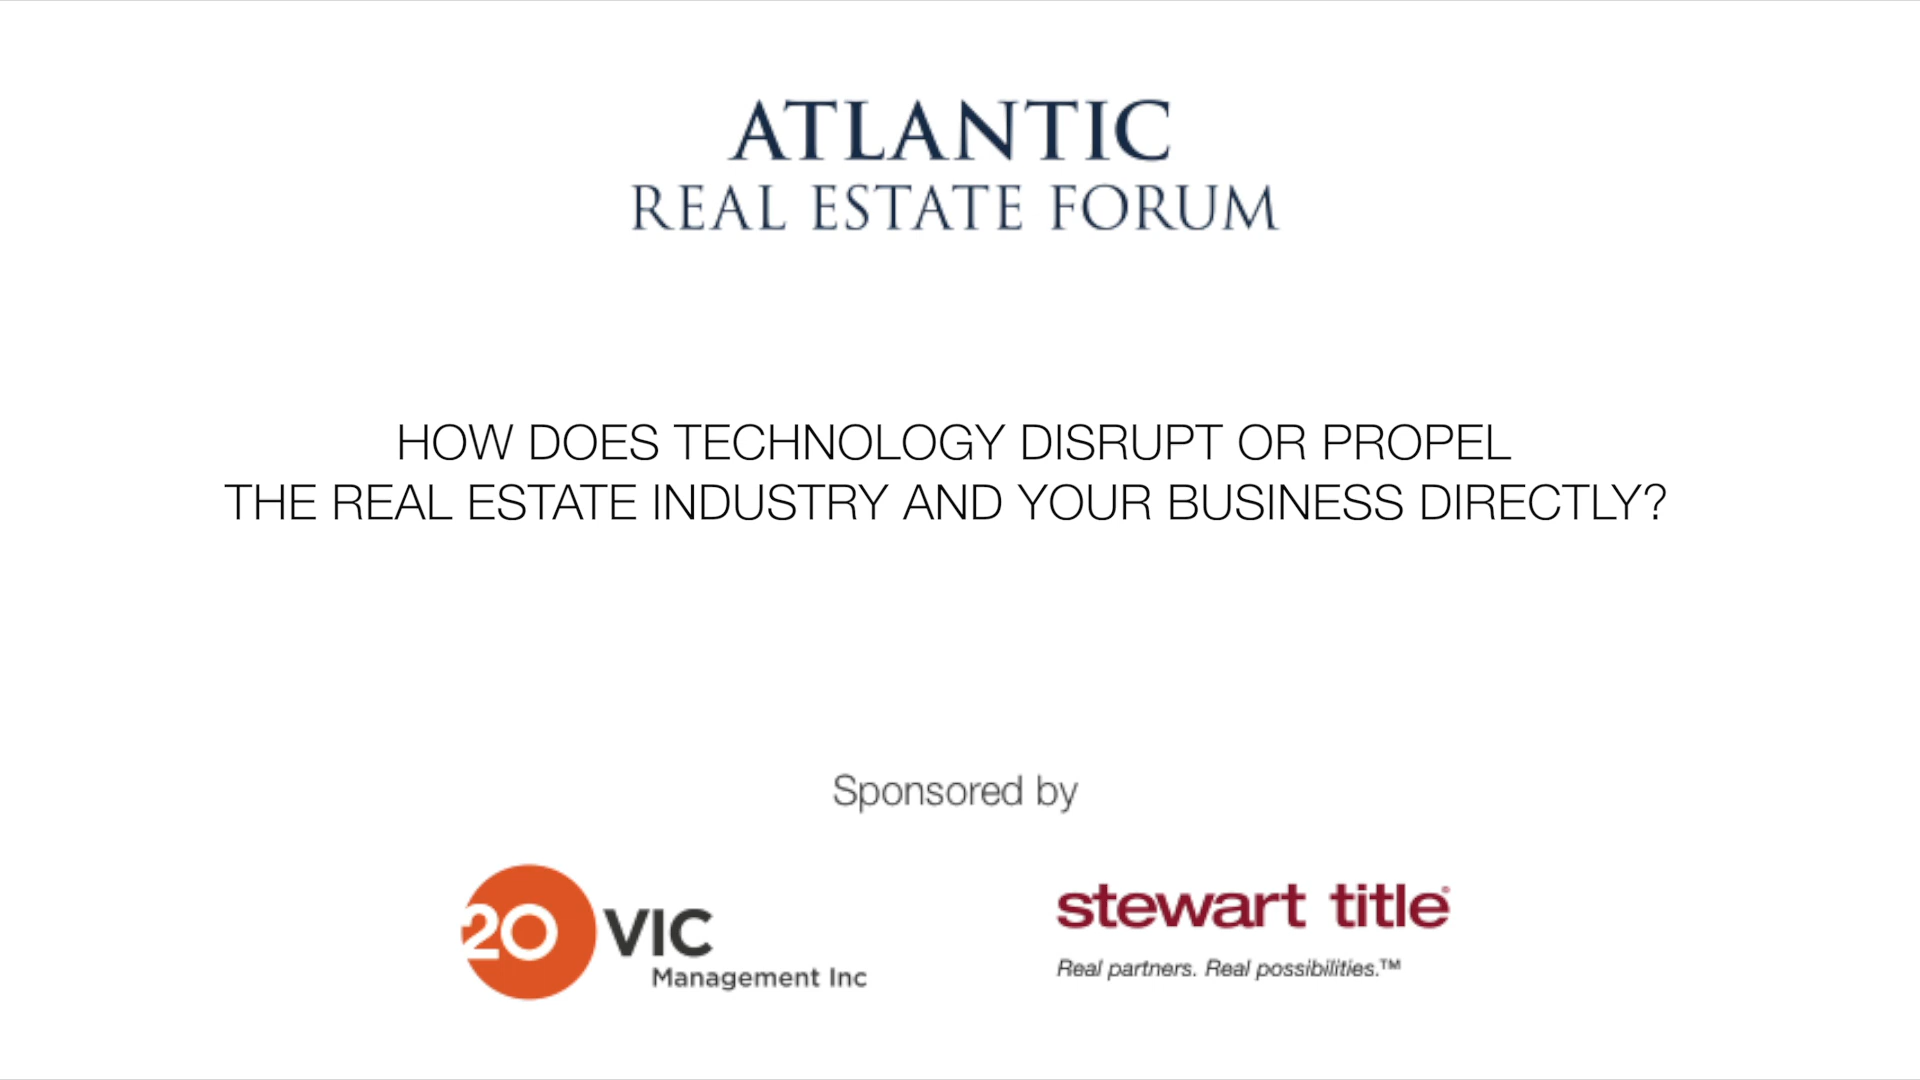 ATLANTIC
REAL ESTATE FORUM
HOW DOES TECHNOLOGY DISRUPT OR PROPEL
THE REAL ESTATE INDUSTRY AND YOUR BUSINESS DIRECTLY?
Sponsored by
20 VIC
Management Inc
stewart title®
Real partners. Real possibilities.™